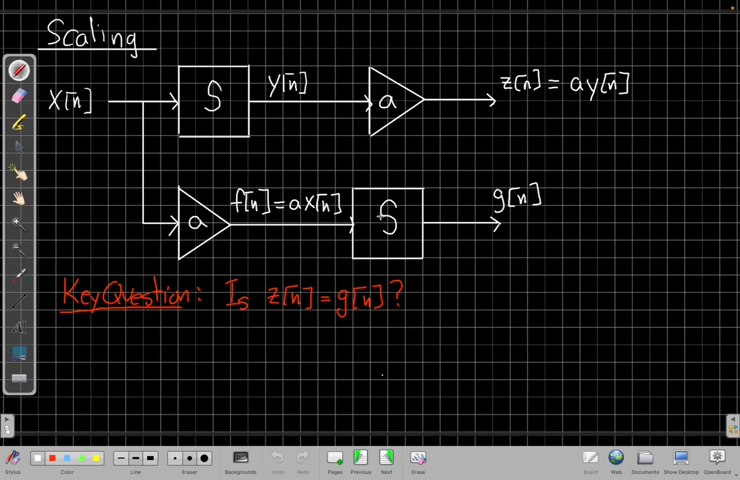 Scaling
x[n]
S
y[n]
a
z[n] = ay[n]
a
f[n] = ax[n]
S
g[n]
Key Question: Is z[n] = g[n]?
Stylus
Color
Line
Eraser
Backgrounds
Undo
Redo
Pages
Previous
Next
Erase
Board
Web
Documents
Show Desktop
OpenBoard